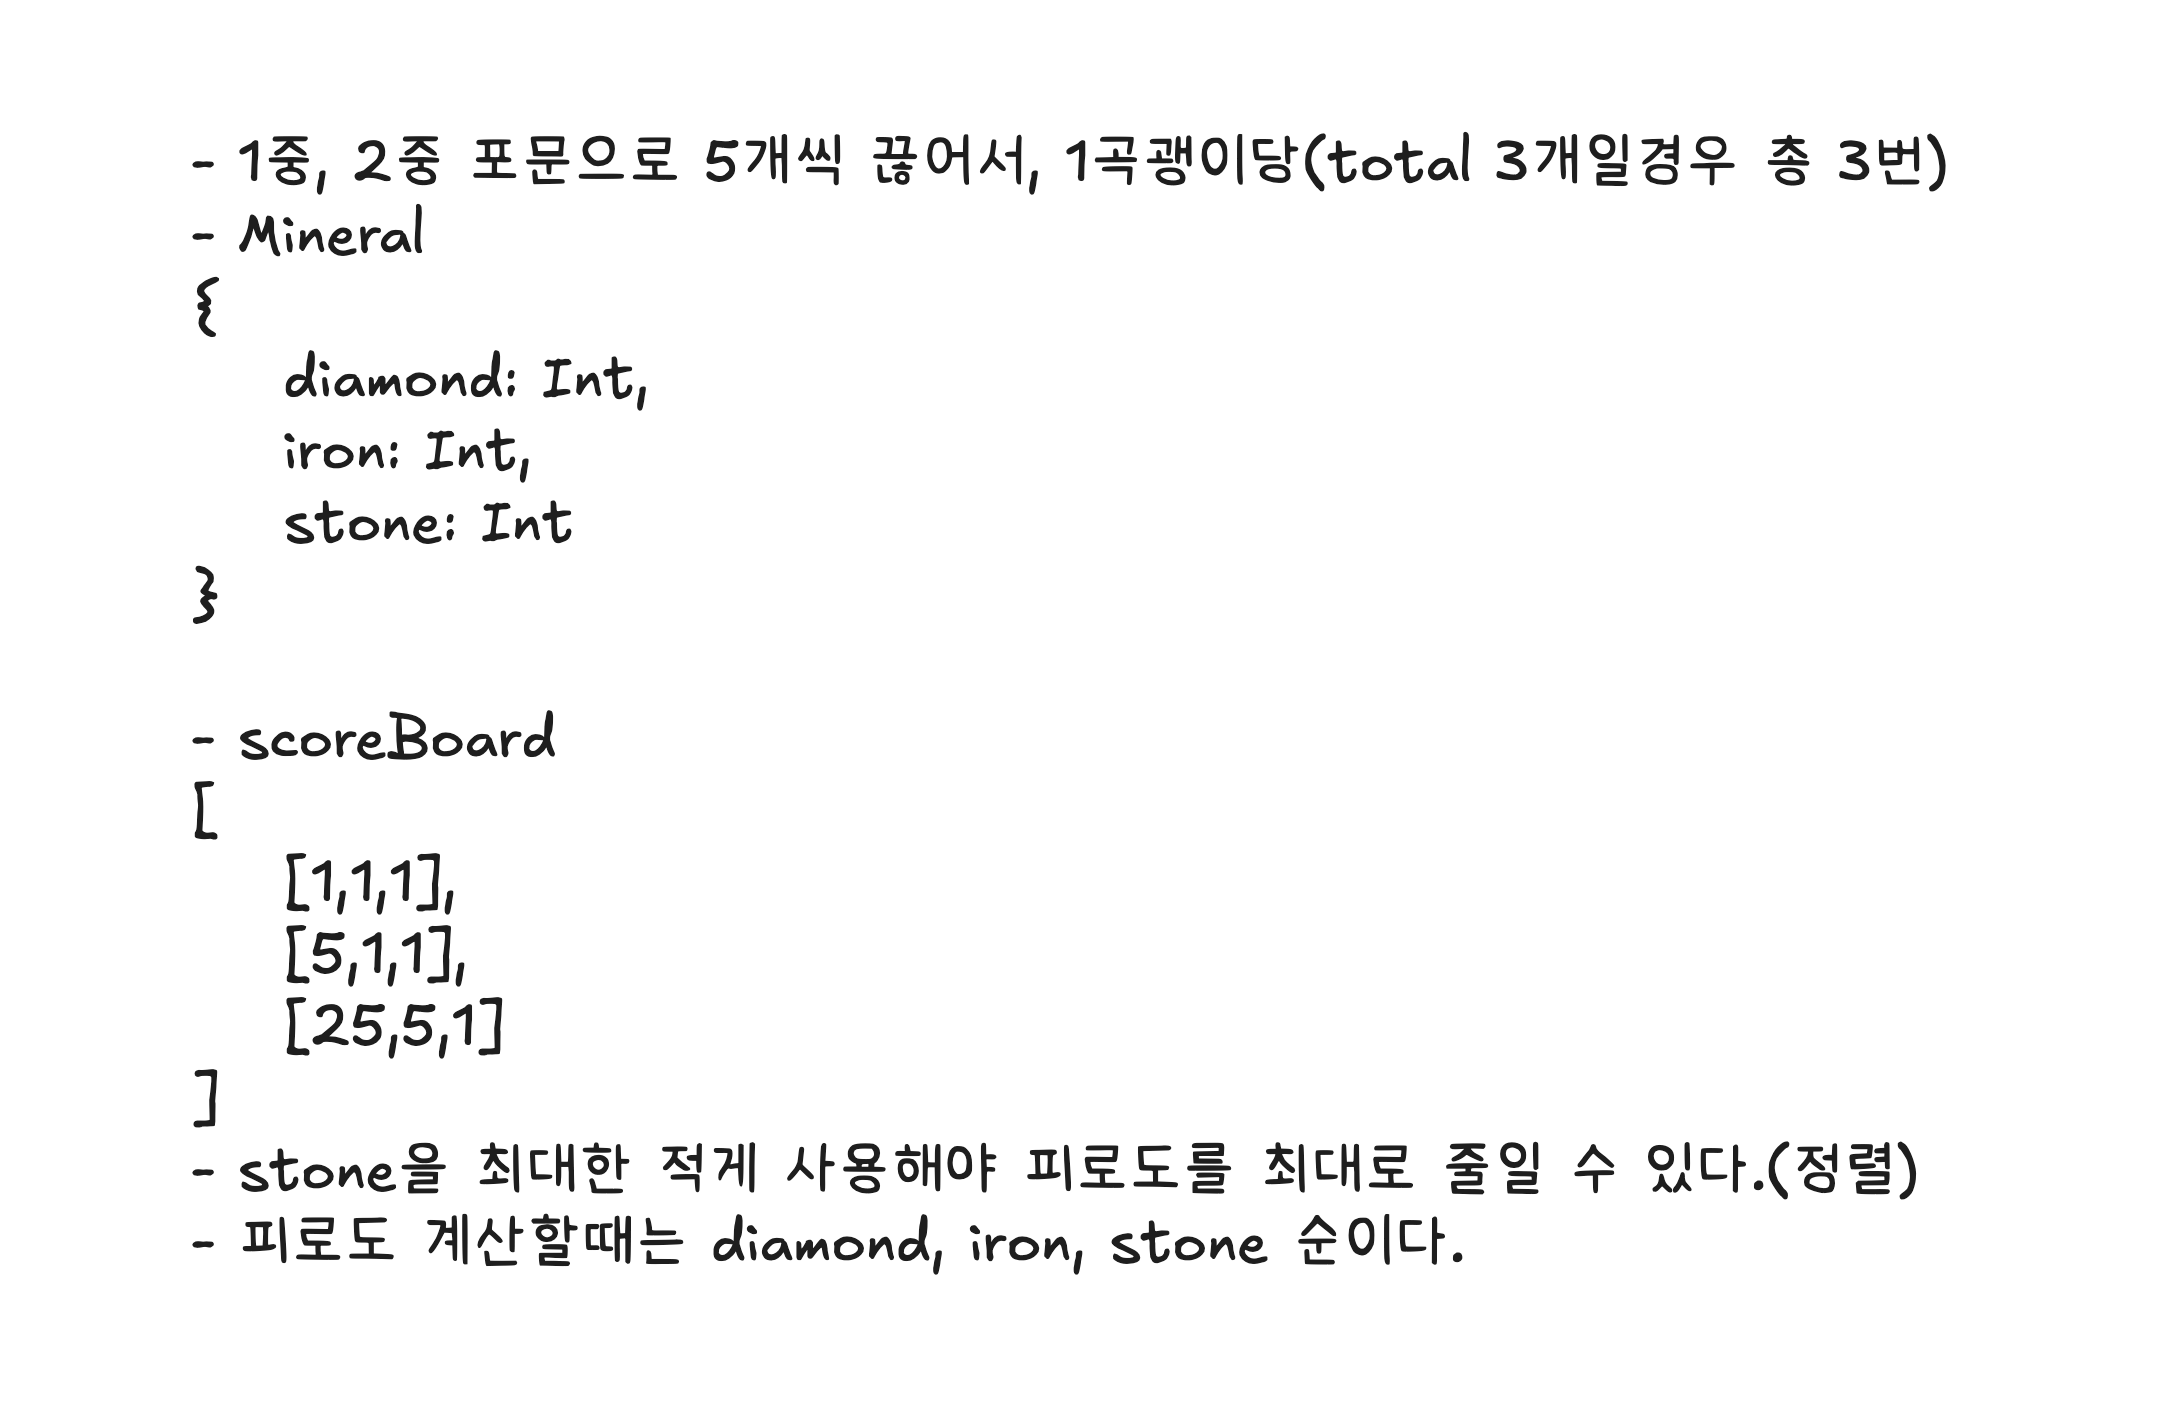 - 1중, 2중 포문으로 5개씩 끊어서, 1곡괭이당(total 3개일경우 총 3번)
- Mineral
{
diamond: Int,
iron: Int,
stone: Int
}
- scoreBoard
[
[1,1,1],
[5,1,1],
[25,5,1]
]
- stone을 최대한 적게 사용해야 피로도를 최대로 줄일 수 있다.(정렬)
- 피로도 계산할때는 diamond, iron, stone 순이다.